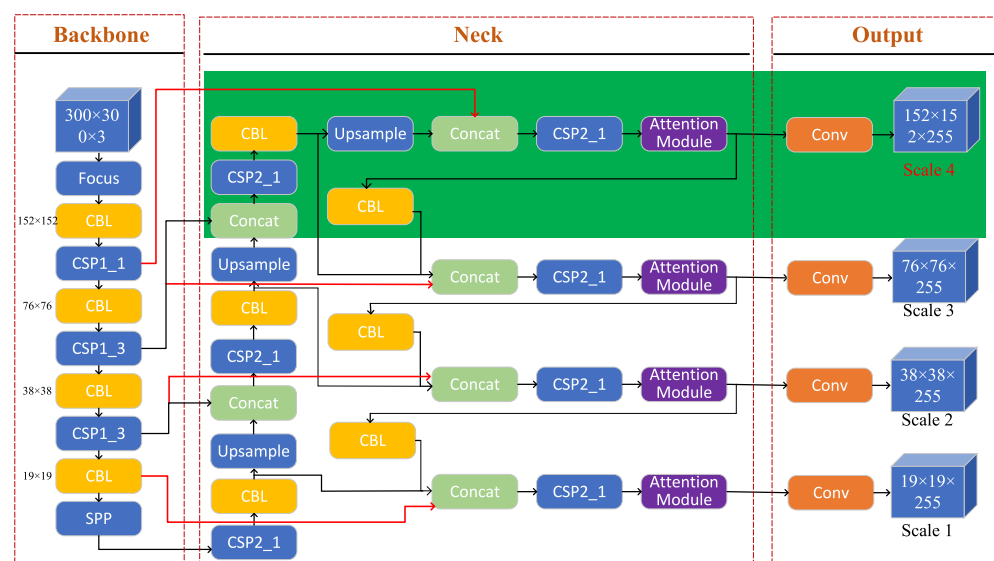 Backbone
Neck
Output
300×30
0×3
Focus
152×152
CBL
CSP1_1
76×76
CBL
CSP1_3
38×38
CBL
CSP1_3
19×19
CBL
SPP
CBL
CSP2_1
Concat
Upsample
CBL
CSP2_1
Concat
Upsample
CBL
CSP2_1
Upsample
Concat
CSP2_1
Attention
Module
CBL
Concat
CSP2_1
Attention
Module
CBL
Concat
CSP2_1
Attention
Module
CBL
Concat
CSP2_1
Attention
Module
Conv
152×15
2×255
Scale 4
Conv
76×76×
255
Scale 3
Conv
38×38×
255
Scale 2
Conv
19×19×
255
Scale 1